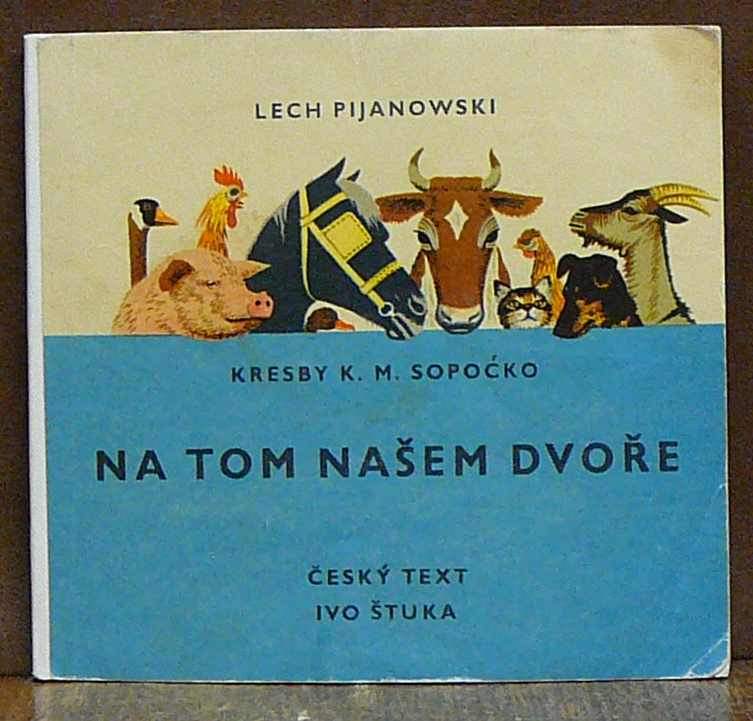 LECH PIJANOWSKI
KRESBY K. M. SOPOĆKO
NA TOM NAŠEM DVOŘE
ČESKÝ TEXT
IVO ŠTUKA